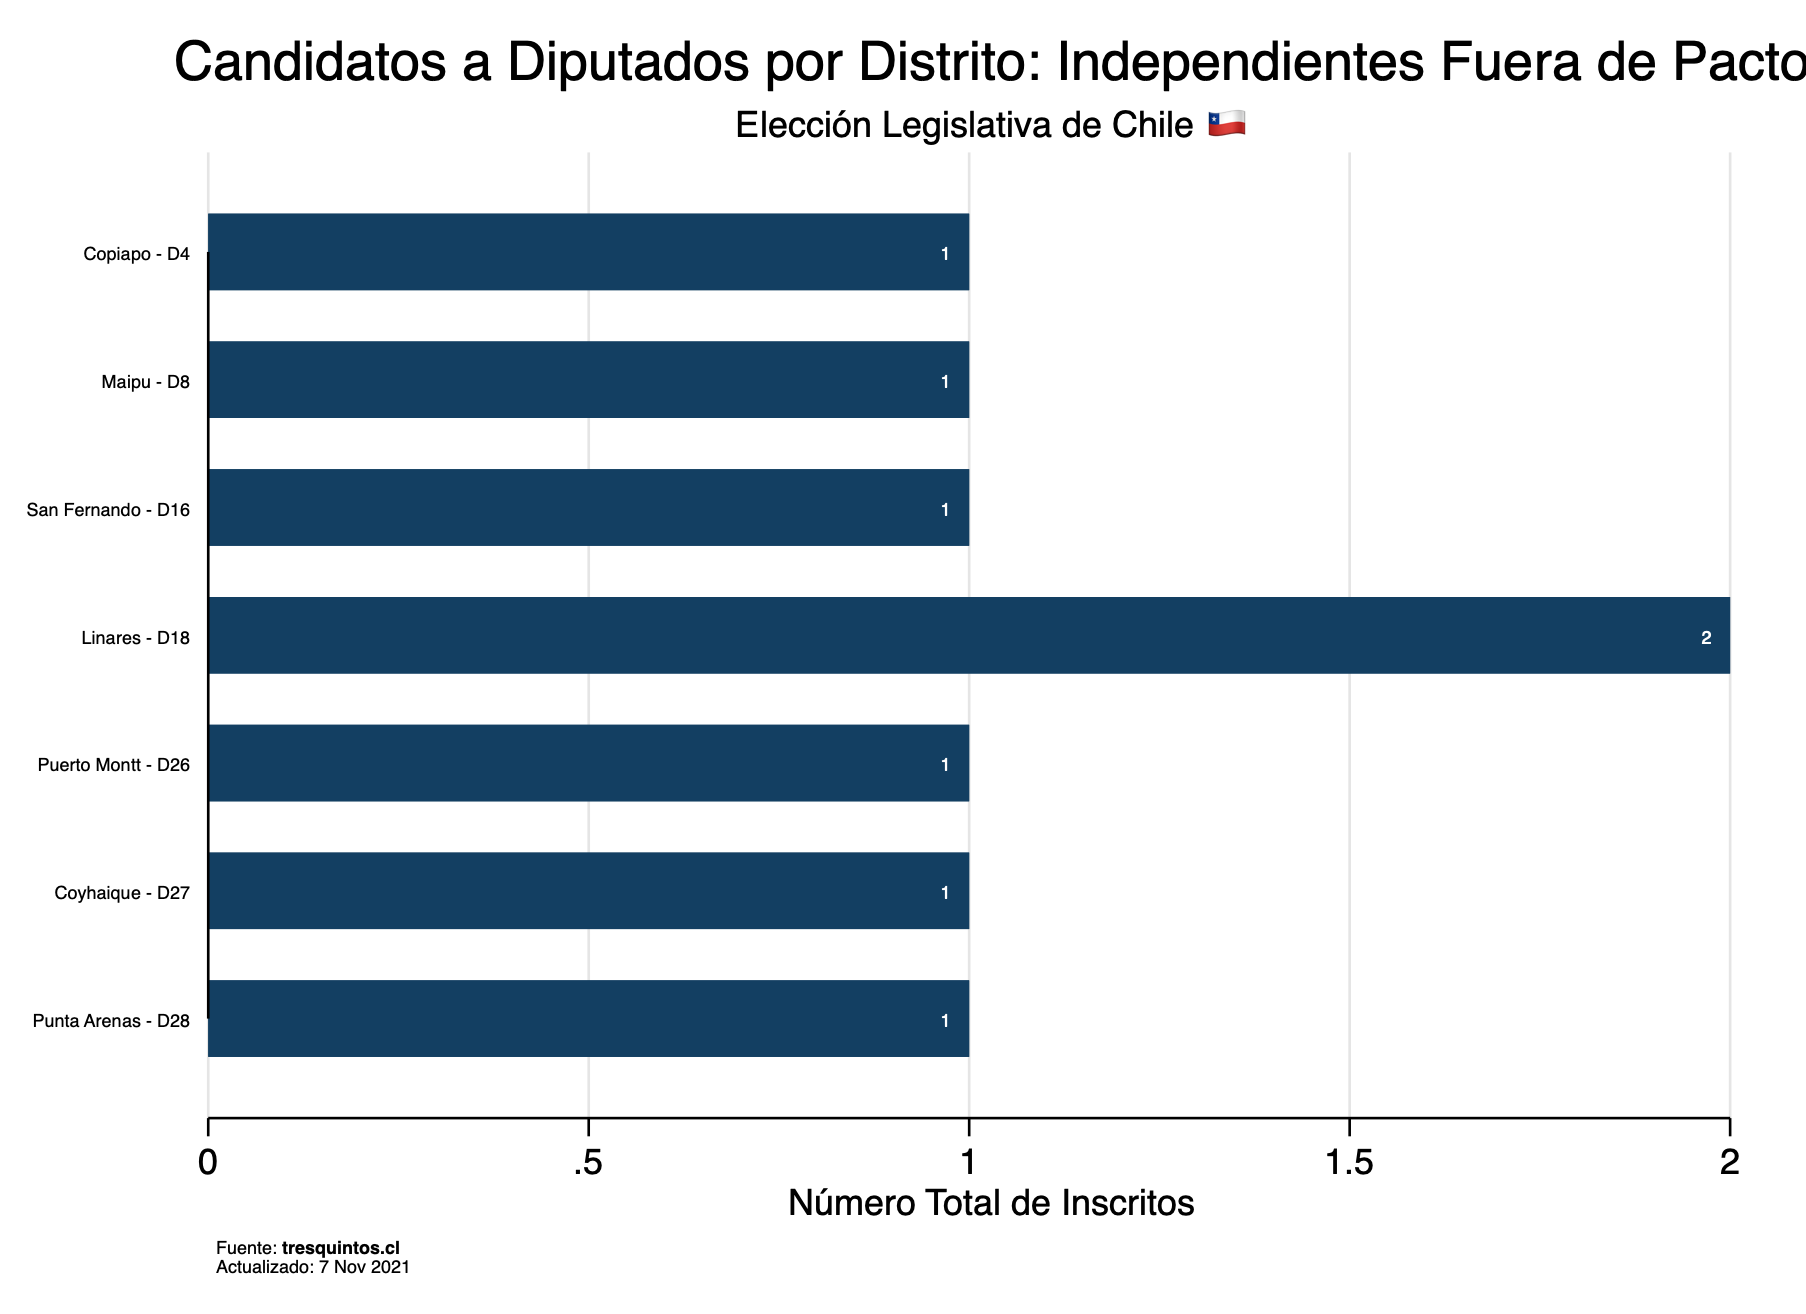 Candidatos a Diputados por Distrito: Independientes Fuera de Pacto
Elección Legislativa de Chile 🇨🇱
Copiapo - D4
1
Maipu - D8
1
San Fernando - D16
1
Linares - D18
2
Puerto Montt - D26
1
Coyhaique - D27
1
Punta Arenas - D28
1
0 .5 1 1.5 2
Número Total de Inscritos
Fuente: tresquintos.cl
Actualizado: 7 Nov 2021